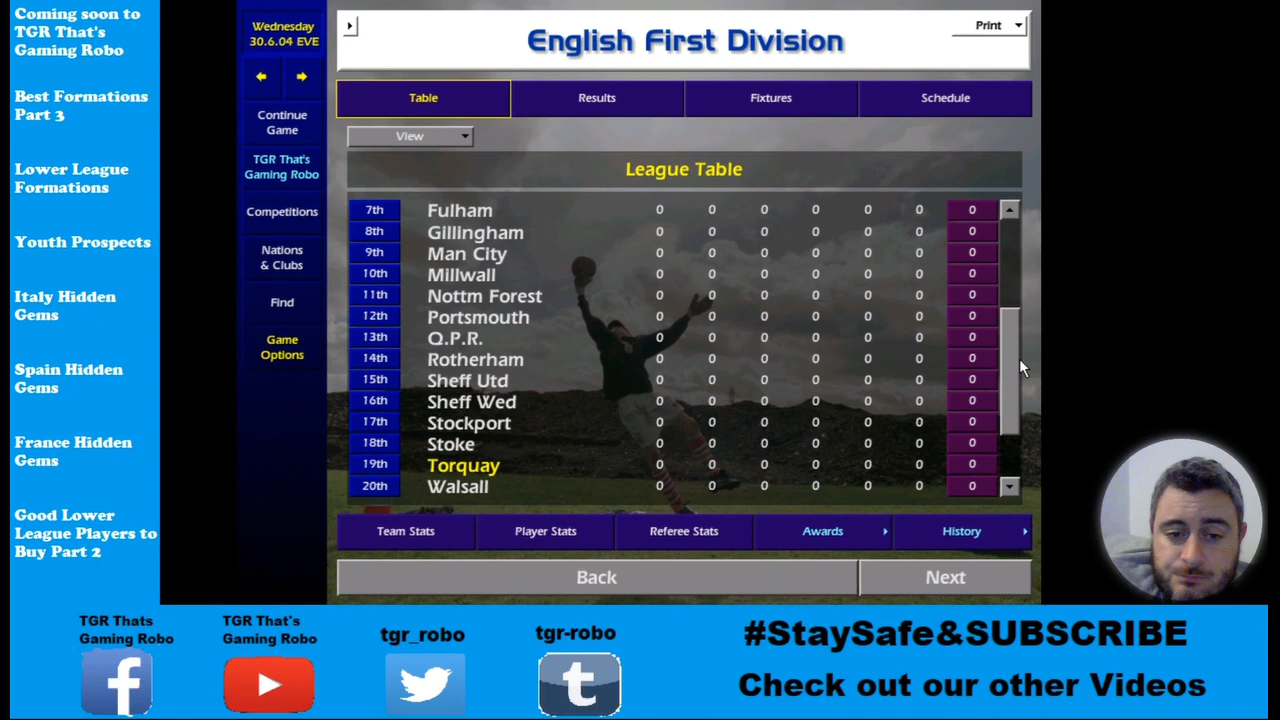 Coming soon to
TGR That's
Gaming Robo
Best Formations
Part 3
Lower League
Formations
Youth Prospects
Italy Hidden
Gems
Spain Hidden
Gems
France Hidden
Gems
Good Lower
League Players to
Buy Part 2
Wednesday
30.6.04 EVE
Continue
Game
TGR That's
Gaming Robo
Competitions
Nations
& Clubs
Find
Game
Options
English First Division
Print
Table Results Fixtures Schedule
View
League Table
7th Fulham 0 0 0 0 0 0 0
8th Gillingham 0 0 0 0 0 0 0
9th Man City 0 0 0 0 0 0 0
10th Millwall 0 0 0 0 0 0 0
11th Nottm Forest 0 0 0 0 0 0 0
12th Portsmouth 0 0 0 0 0 0 0
13th Q.P.R. 0 0 0 0 0 0 0
14th Rotherham 0 0 0 0 0 0 0
15th Sheff Utd 0 0 0 0 0 0 0
16th Sheff Wed 0 0 0 0 0 0 0
17th Stockport 0 0 0 0 0 0 0
18th Stoke 0 0 0 0 0 0 0
19th Torquay 0 0 0 0 0 0 0
20th Walsall 0 0 0 0 0 0 0
Team Stats Player Stats Referee Stats Awards History
Back Next
TGR Thats
Gaming Robo
TGR That's
Gaming Robo
tgr_robo
tgr-robo
#StaySafe&SUBSCRIBE
Check out our other Videos